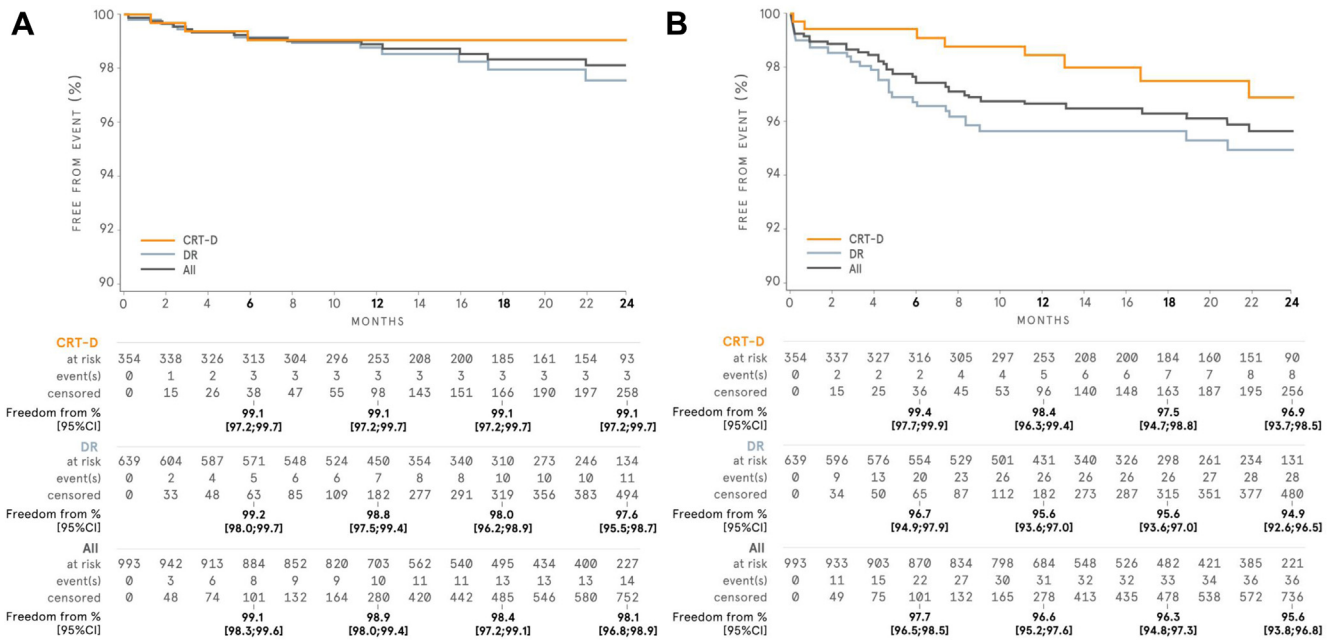 A
FREE FROM EVENT (%)
100
98
96
94
92
90
CRT-D
DR
All
0 2 4 6 8 10 12 14 16 18 20 22 24
MONTHS
CRT-D
at risk 354 338 326 313 304 296 253 208 200 185 161 154 93
event(s) 0 1 2 3 3 3 3 3 3 3 3 3 3
censored 0 15 26 38 47 55 98 143 151 166 190 197 258
Freedom from % 99.1 99.1 99.1 99.1
[95%CI] [97.2;99.7] [97.2;99.7] [97.2;99.7] [97.2;99.7]
DR
at risk 639 604 587 571 548 524 450 354 340 310 273 246 134
event(s) 0 2 4 5 6 6 7 8 8 10 10 10 11
censored 0 33 48 63 85 109 182 277 291 319 356 383 494
Freedom from % 99.2 98.8 98.0 97.6
[95%CI] [98.0;99.7] [97.5;99.4] [96.2;98.9] [95.5;98.7]
All
at risk 993 942 913 884 852 820 703 562 540 495 434 400 227
event(s) 0 3 6 8 9 9 10 11 11 13 13 13 14
censored 0 48 74 101 132 164 280 420 442 485 546 580 752
Freedom from % 99.1 98.9 98.4 98.1
[95%CI] [98.3;99.6] [98.0;99.4] [97.2;99.1] [96.8;98.9]
B
FREE FROM EVENT (%)
100
98
96
94
92
90
CRT-D
DR
All
0 2 4 6 8 10 12 14 16 18 20 22 24
MONTHS
CRT-D
at risk 354 337 327 316 305 297 253 208 200 184 160 151 90
event(s) 0 2 2 2 4 4 5 6 6 7 7 8 8
censored 0 15 25 36 45 53 96 140 148 163 187 195 256
Freedom from % 99.4 98.4 97.5 96.9
[95%CI] [97.7;99.9] [96.3;99.4] [94.7;98.8] [93.7;98.5]
DR
at risk 639 596 576 554 529 501 431 340 326 298 261 234 131
event(s) 0 9 13 20 23 26 26 26 26 26 27 28 28
censored 0 34 50 65 87 112 182 273 287 315 351 377 480
Freedom from % 96.7 95.6 95.6 94.9
[95%CI] [94.9;97.9] [93.6;97.0] [93.6;97.0] [92.6;96.5]
All
at risk 993 933 903 870 834 798 684 548 526 482 421 385 221
event(s) 0 11 15 22 27 30 31 32 32 33 34 36 36
censored 0 49 75 101 132 165 278 413 435 478 538 572 736
Freedom from % 97.7 96.6 96.3 95.6
[95%CI] [96.5;98.5] [95.2;97.6] [94.8;97.3] [93.8;96.8]